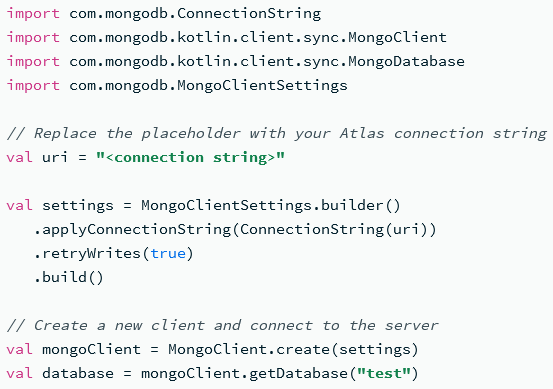 import com.mongodb.ConnectionString
import com.mongodb.kotlin.client.sync.MongoClient
import com.mongodb.kotlin.client.sync.MongoDatabase
import com.mongodb.MongoClientSettings

// Replace the placeholder with your Atlas connection string
val uri = "<connection string>"

val settings = MongoClientSettings.builder()
   .applyConnectionString(ConnectionString(uri))
   .retryWrites(true)
   .build()

// Create a new client and connect to the server
val mongoClient = MongoClient.create(settings)
val database = mongoClient.getDatabase("test")